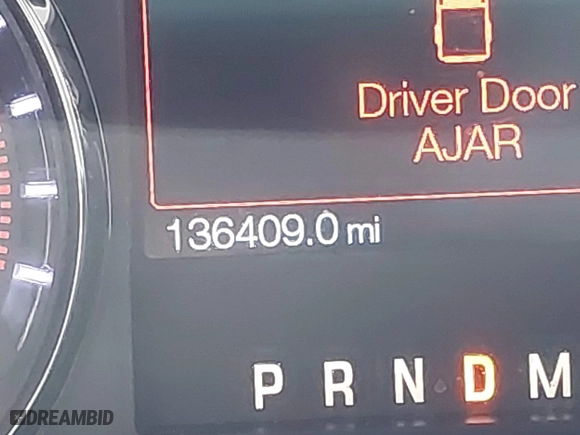 Driver Door
AJAR
136409.0 mi
P R N D M
DREAMBID